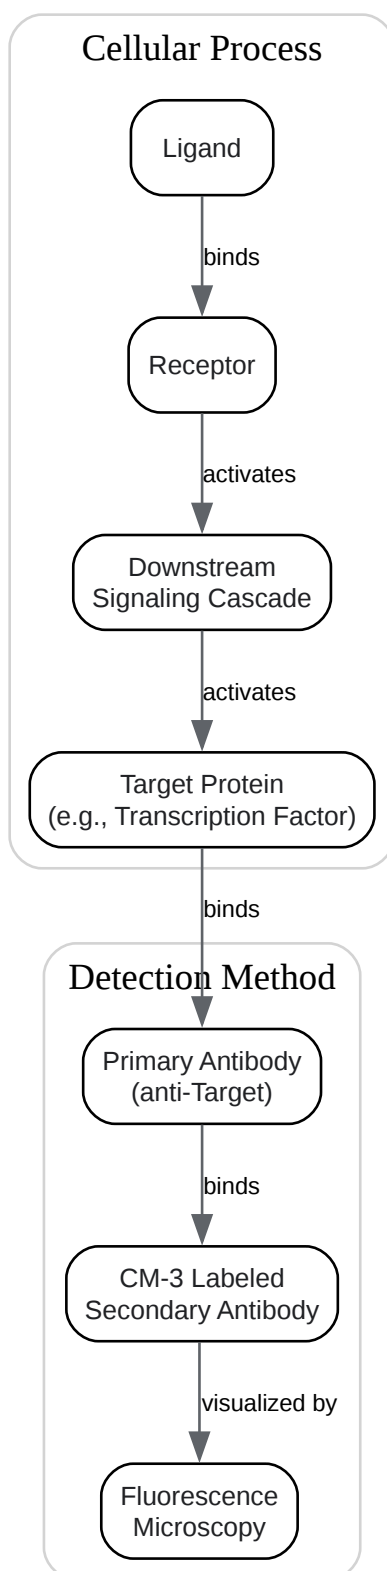 Cellular Process
Ligand
binds
Receptor
activates
Downstream
Signaling Cascade
activates
Target Protein
(e.g., Transcription Factor)
binds
Detection Method
Primary Antibody
(anti-Target)
binds
CM-3 Labeled
Secondary Antibody
visualized by
Fluorescence
Microscopy